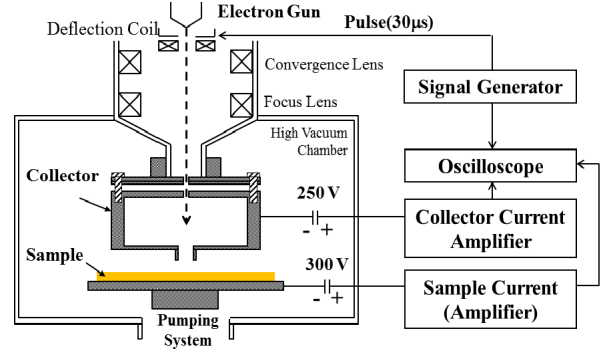 Electron Gun
Deflection Coil
Pulse(30μs)
Convergence Lens
Signal Generator
Focus Lens
High Vacuum
Chamber
Oscilloscope
Collector
250 V
- +
Collector Current
Amplifier
Sample
300 V
- +
Sample Current
(Amplifier)
Pumping
System